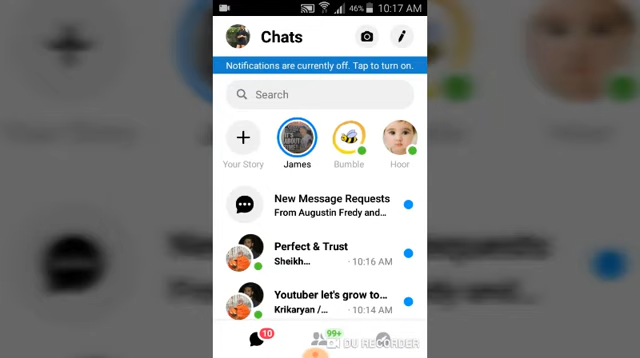 46% 10:17 AM
Chats
Notifications are currently off. Tap to turn on.
Search
Your Story James Bumble Hoor
New Message Requests
From Augustin Fredy and...
Perfect & Trust
Sheikh... · 10:16 AM
Youtuber let's grow to...
Krikaryan /... · 10:14 AM
10 99+
DU RECORDER